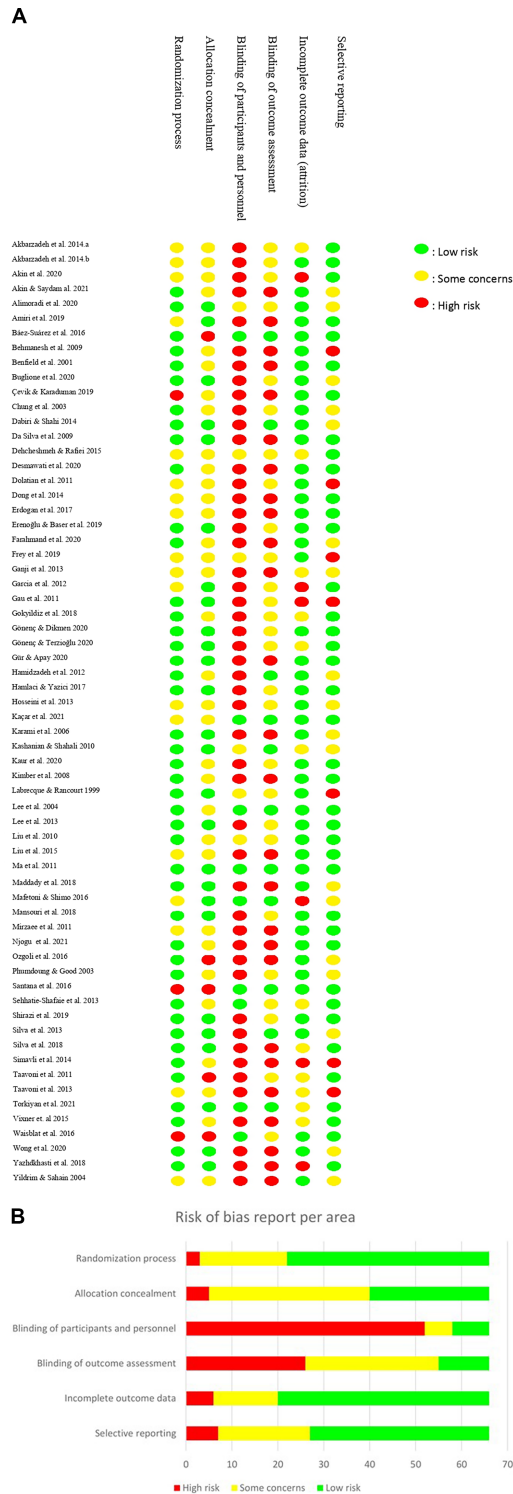 A
Randomization process
Allocation concealment
Blinding of participants and personnel
Blinding of outcome assessment
Incomplete outcome data (attrition)
Selective reporting
: Low risk
: Some concerns
: High risk
Akbarzadeh et al. 2014.a
Akbarzadeh et al. 2014.b
Akin et al. 2020
Akin & Saydam al. 2021
Alimoradi et al. 2020
Amiri et al. 2019
Báez-Suárez et al. 2016
Behmanesh et al. 2009
Benfield et al. 2001
Buglione et al. 2020
Çevik & Karaduman 2019
Chung et al. 2003
Dabiri & Shahi 2014
Da Silva et al. 2009
Dehcheshmeh & Rafiei 2015
Desmawati et al. 2020
Dolatian et al. 2011
Dong et al. 2014
Erdogan et al. 2017
Erenoğlu & Baser et al. 2019
Farahmand et al. 2020
Frey et al. 2019
Ganji et al. 2013
Garcia et al. 2012
Gau et al. 2011
Gokyildiz et al. 2018
Gönenç & Dikmen 2020
Gönenç & Terzioğlu 2020
Gür & Apay 2020
Hamidzadeh et al. 2012
Hamlaci & Yazici 2017
Hosseini et al. 2013
Kaçar et al. 2021
Karami et al. 2006
Kashanian & Shahali 2010
Kaur et al. 2020
Kimber et al. 2008
Labrecque & Rancourt 1999
Lee et al. 2004
Lee et al. 2013
Liu et al. 2010
Liu et al. 2015
Ma et al. 2011
Maddady et al. 2018
Mafetoni & Shimo 2016
Mansouri et al. 2018
Mirzaee et al. 2011
Njogu et al. 2021
Ozgoli et al. 2016
Phumdoung & Good 2003
Santana et al. 2016
Sehhatie-Shafaie et al. 2013
Shirazi et al. 2019
Silva et al. 2013
Silva et al. 2018
Simavli et al. 2014
Taavoni et al. 2011
Taavoni et al. 2013
Torkiyan et al. 2021
Vixner et. al 2015
Waisblat et al. 2016
Wong et al. 2020
Yazhdkhasti et al. 2018
Yildrim & Sahain 2004
B
Risk of bias report per area
Randomization process
Allocation concealment
Blinding of participants and personnel
Blinding of outcome assessment
Incomplete outcome data
Selective reporting
0 10 20 30 40 50 60 70
High risk Some concerns Low risk